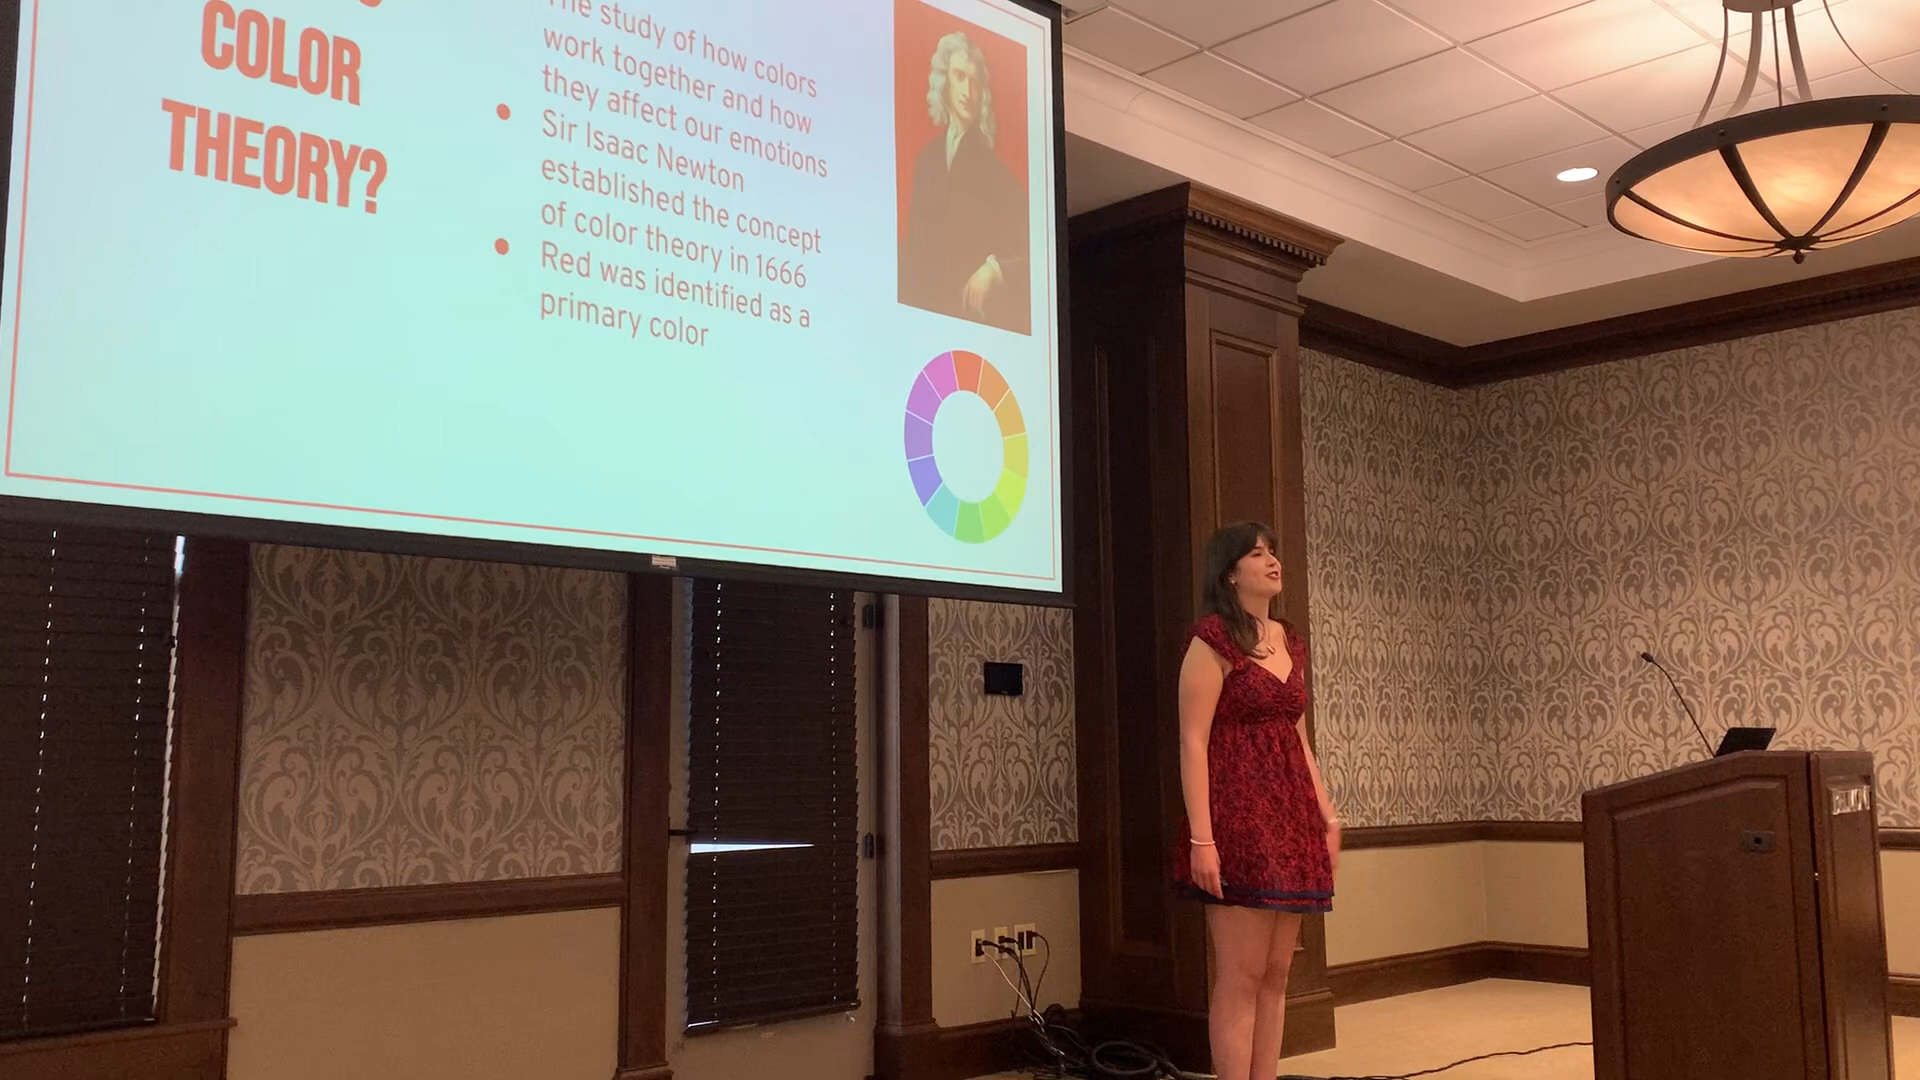 COLOR
THEORY?
The study of how colors
work together and how
they affect our emotions
Sir Isaac Newton
established the concept
of color theory in 1666
Red was identified as a
primary color